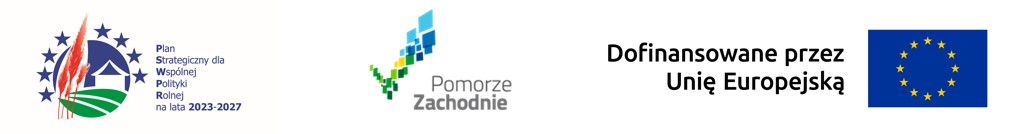 Plan
Strategiczny dla
Wspólnej
Polityki
Rolnej
na lata 2023-2027
Pomorze
Zachodnie
Dofinansowane przez
Unię Europejską